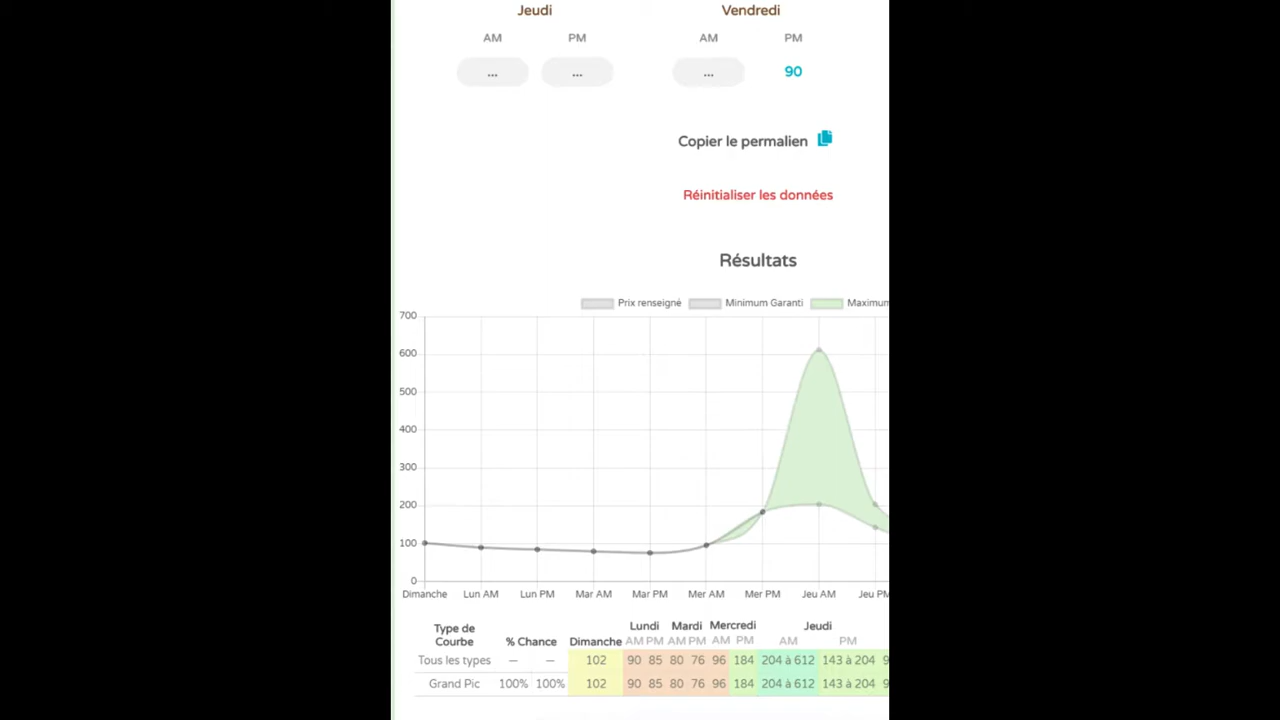 Jeudi Vendredi
AM PM AM PM
... ... ... 90
Copier le permalien
Réinitialiser les données
Résultats
Prix renseigné Minimum Garanti Maximum
700
600
500
400
300
200
100
0
Dimanche Lun AM Lun PM Mar AM Mar PM Mer AM Mer PM Jeu AM Jeu PM
Type de Courbe % Chance Dimanche Lundi Mardi Mercredi Jeudi
AM PM AM PM AM PM AM PM
Tous les types — — 102 90 85 80 76 96 184 204 à 612 143 à 204 9
Grand Pic 100% 100% 102 90 85 80 76 96 184 204 à 612 143 à 204 9